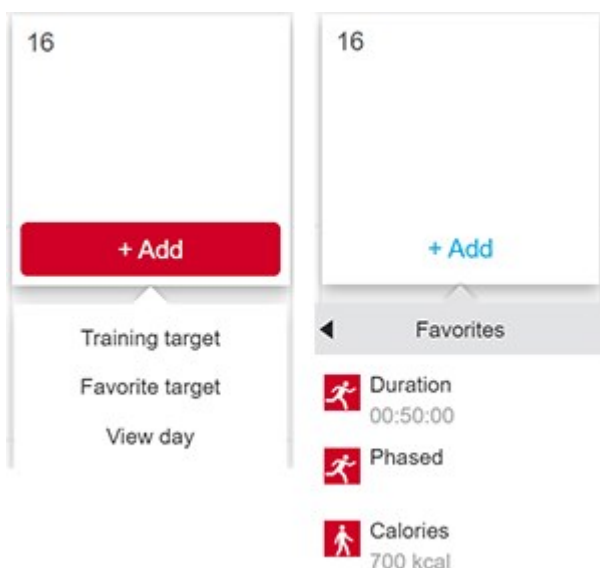 16
+ Add
Training target
Favorite target
View day
16
+ Add
Favorites
Duration
00:50:00
Phased
Calories
700 kcal